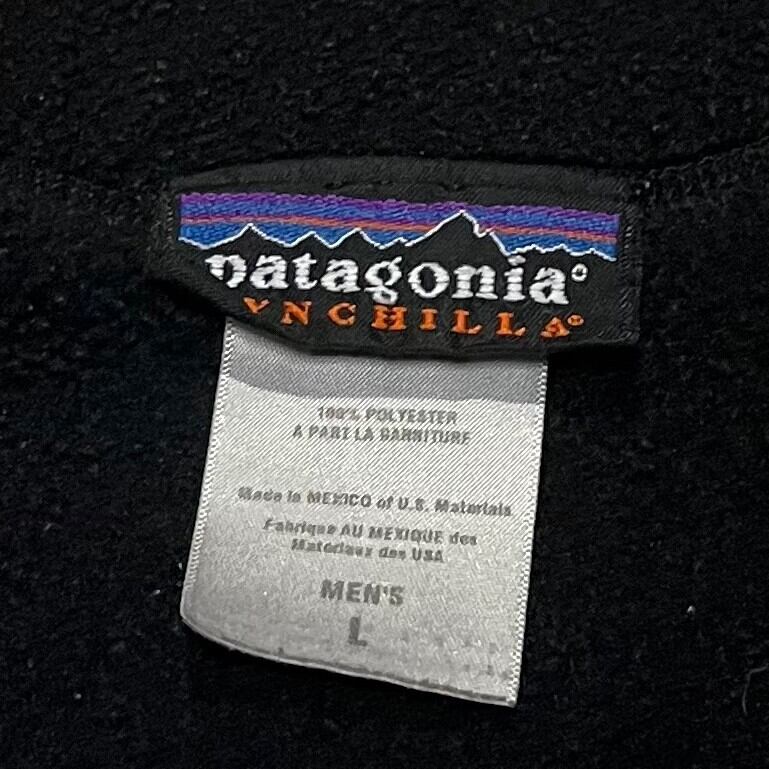 patagonia®
YNCHILLA®
100% POLYESTER
A PART LA GARNITURE
Made in MEXICO of U.S. Materials
Fabriqué AU MEXIQUE des
Matériaux des USA
MEN'S
L